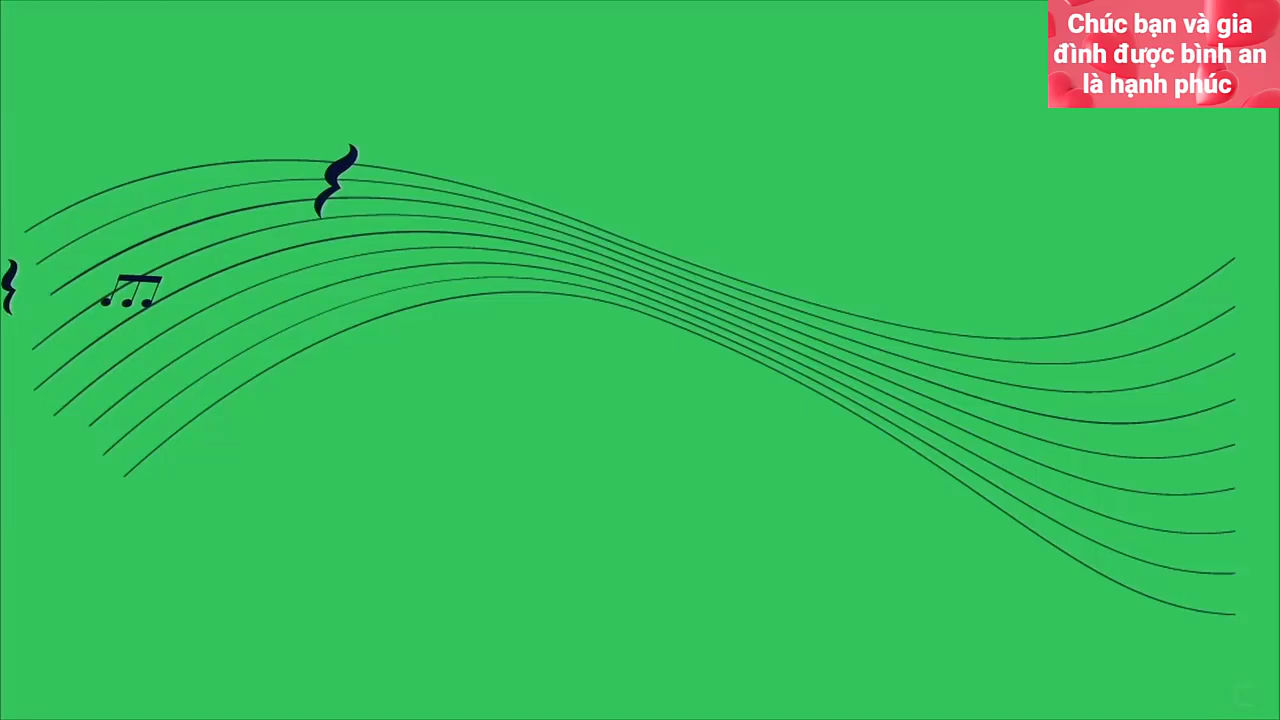 Chúc bạn và gia
đình được bình an
là hạnh phúc